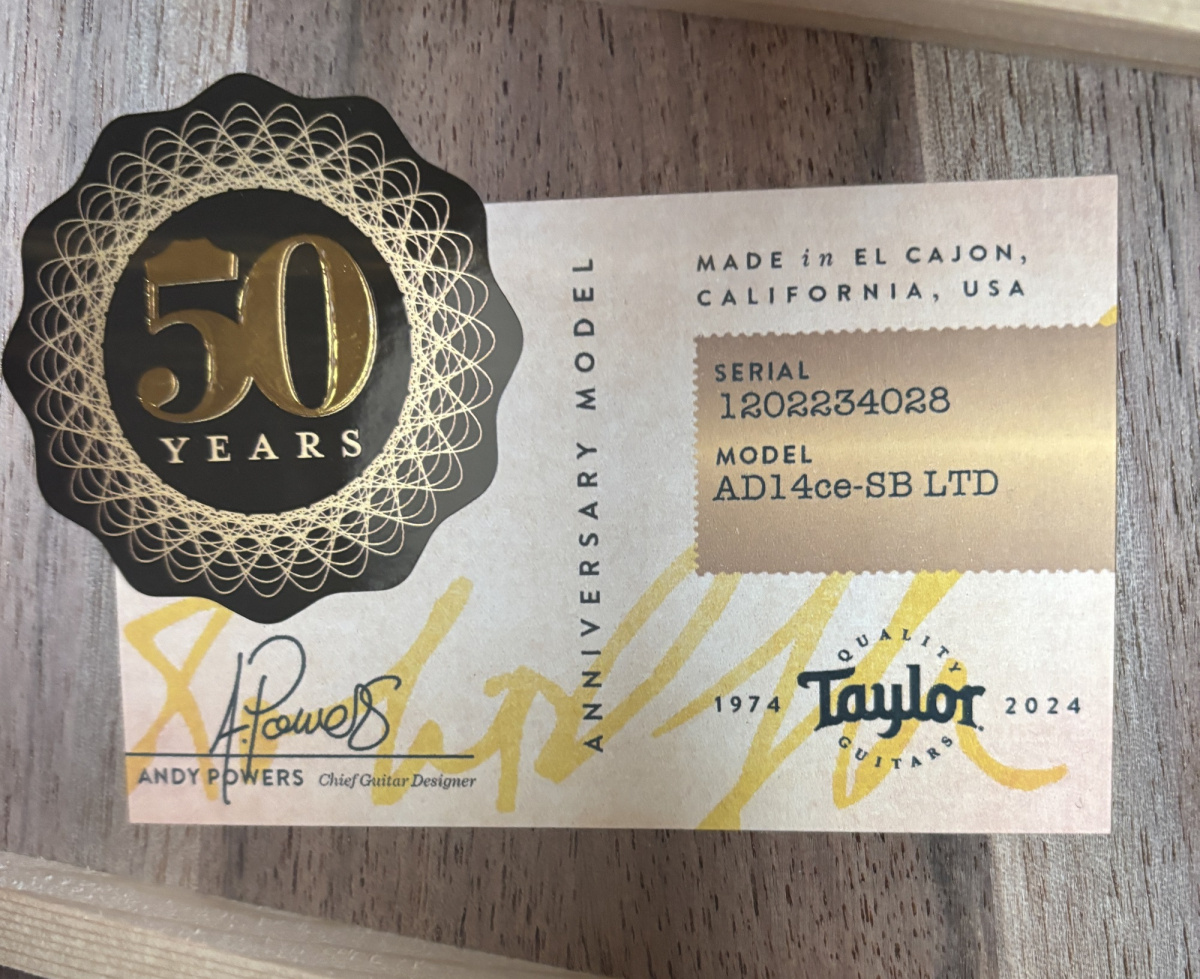 50
YEARS
ANNIVERSARY MODEL
MADE in EL CAJON,
CALIFORNIA, USA
SERIAL
1202234028
MODEL
AD14ce-SB LTD
A. Powers
ANDY POWERS Chief Guitar Designer
QUALITY
1974 Taylor 2024
GUITARS